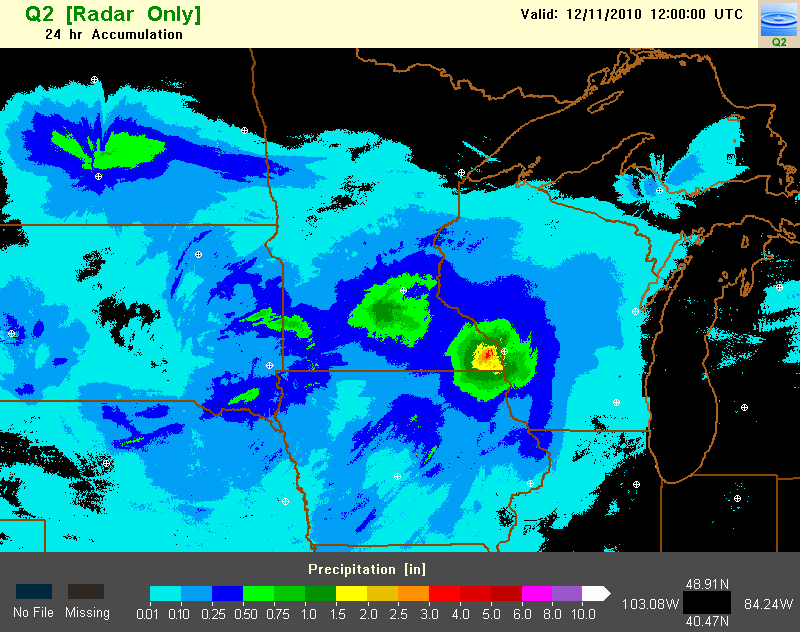 Q2 [Radar Only]
24 hr Accumulation
Valid: 12/11/2010 12:00:00 UTC
Q2
Precipitation [in]
No File
Missing
0.01 0.10 0.25 0.50 0.75 1.0 1.5 2.0 2.5 3.0 4.0 5.0 6.0 8.0 10.0
48.91N
103.08W
84.24W
40.47N